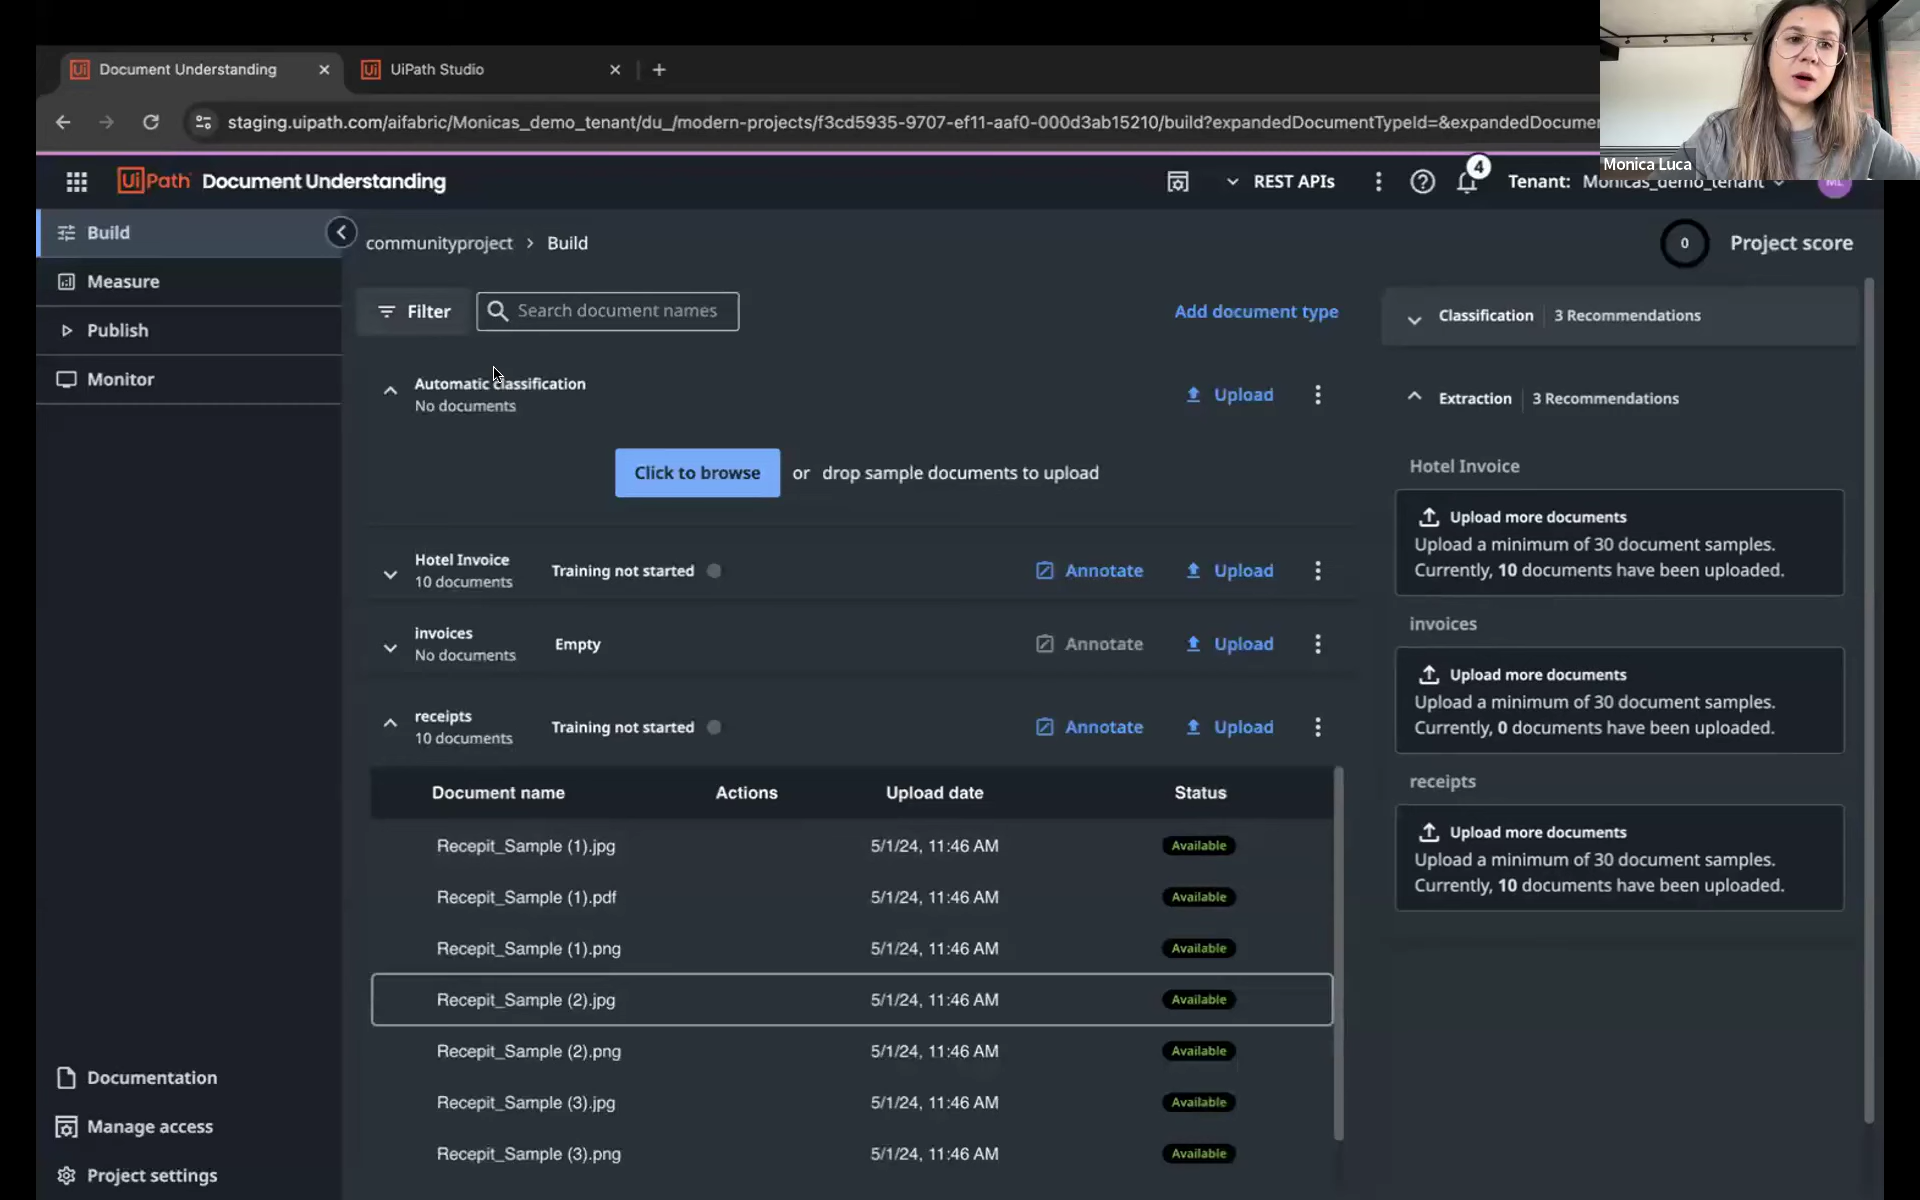 Document Understanding
UiPath Studio
staging.uipath.com/aifabric/Monicas_demo_tenant/du_/modern-projects/f3cd5935-9707-ef11-aaf0-000d3ab15210/build?expandedDocumentTypeId=&expandedDocumen
Monica Luca
UiPath Document Understanding
REST APIs
4
Tenant: Monicas_demo_tenant
ML
Build
Measure
Publish
Monitor
communityproject > Build
0 Project score
Filter
Search document names
Add document type
Automatic classification
No documents
Upload
Click to browse or drop sample documents to upload
Hotel Invoice
10 documents
Training not started
Annotate
Upload
invoices
No documents
Empty
Annotate
Upload
receipts
10 documents
Training not started
Annotate
Upload
Document name Actions Upload date Status
Recepit_Sample (1).jpg 5/1/24, 11:46 AM Available
Recepit_Sample (1).pdf 5/1/24, 11:46 AM Available
Recepit_Sample (1).png 5/1/24, 11:46 AM Available
Recepit_Sample (2).jpg 5/1/24, 11:46 AM Available
Recepit_Sample (2).png 5/1/24, 11:46 AM Available
Recepit_Sample (3).jpg 5/1/24, 11:46 AM Available
Recepit_Sample (3).png 5/1/24, 11:46 AM Available
Classification 3 Recommendations
Extraction 3 Recommendations
Hotel Invoice
Upload more documents
Upload a minimum of 30 document samples.
Currently, 10 documents have been uploaded.
invoices
Upload more documents
Upload a minimum of 30 document samples.
Currently, 0 documents have been uploaded.
receipts
Upload more documents
Upload a minimum of 30 document samples.
Currently, 10 documents have been uploaded.
Documentation
Manage access
Project settings